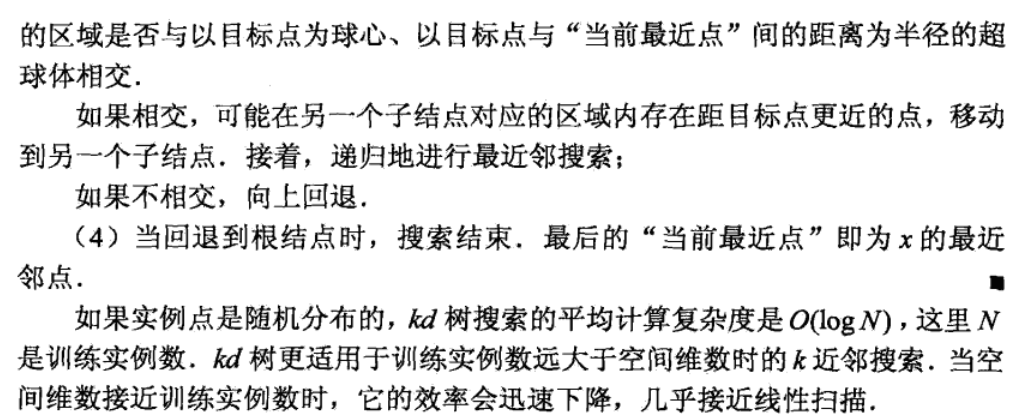 的区域是否与以目标点为球心、以目标点与“当前最近点”间的距离为半径的超
球体相交．
如果相交，可能在另一个子结点对应的区域内存在距目标点更近的点，移动
到另一个子结点．接着，递归地进行最近邻搜索；
如果不相交，向上回退．
（4）当回退到根结点时，搜索结束．最后的“当前最近点”即为 x 的最近
邻点． ■
如果实例点是随机分布的，kd 树搜索的平均计算复杂度是 O(log N)，这里 N
是训练实例数．kd 树更适用于训练实例数远大于空间维数时的 k 近邻搜索．当空
间维数接近训练实例数时，它的效率会迅速下降，几乎接近线性扫描．